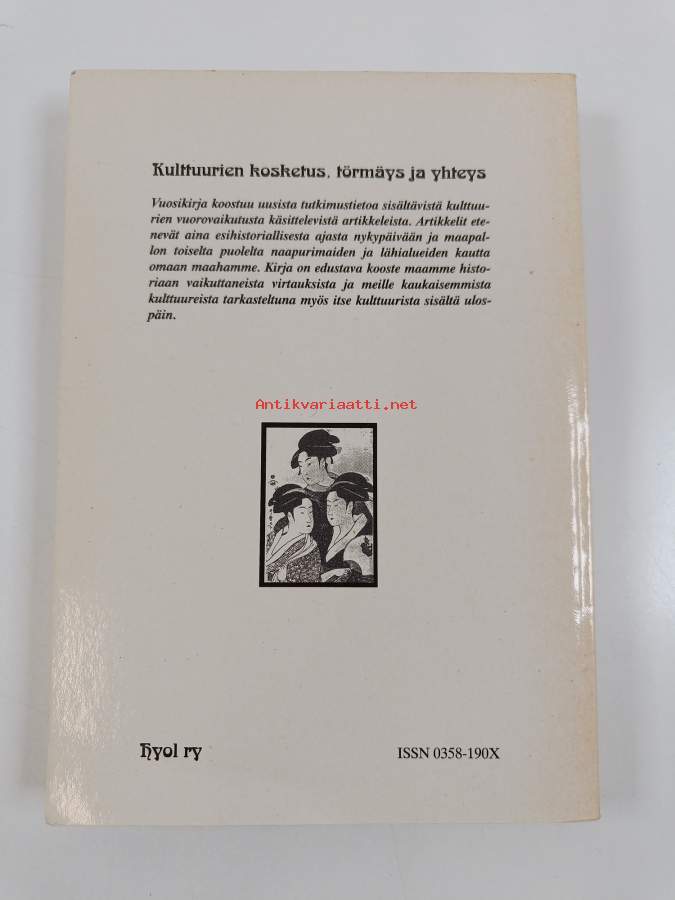 Kulttuurien kosketus, törmäys ja yhteys
Vuosikirja koostuu uusista tutkimustietoa sisältävistä kulttuu-
rien vuorovaikutusta käsittelevistä artikkeleista. Artikkelit ete-
nevät aina esihistoriallisesta ajasta nykypäivään ja maapal-
lon toiselta puolelta naapurimaiden ja lähialueiden kautta
omaan maahamme. Kirja on edustava kooste maamme histo-
riaan vaikuttaneista virtauksista ja meille kaukaisemmista
kulttuureista tarkasteltuna myös itse kulttuurista sisältä ulos-
päin.
Antikvariaatti.net
hyol ry
ISSN 0358-190X